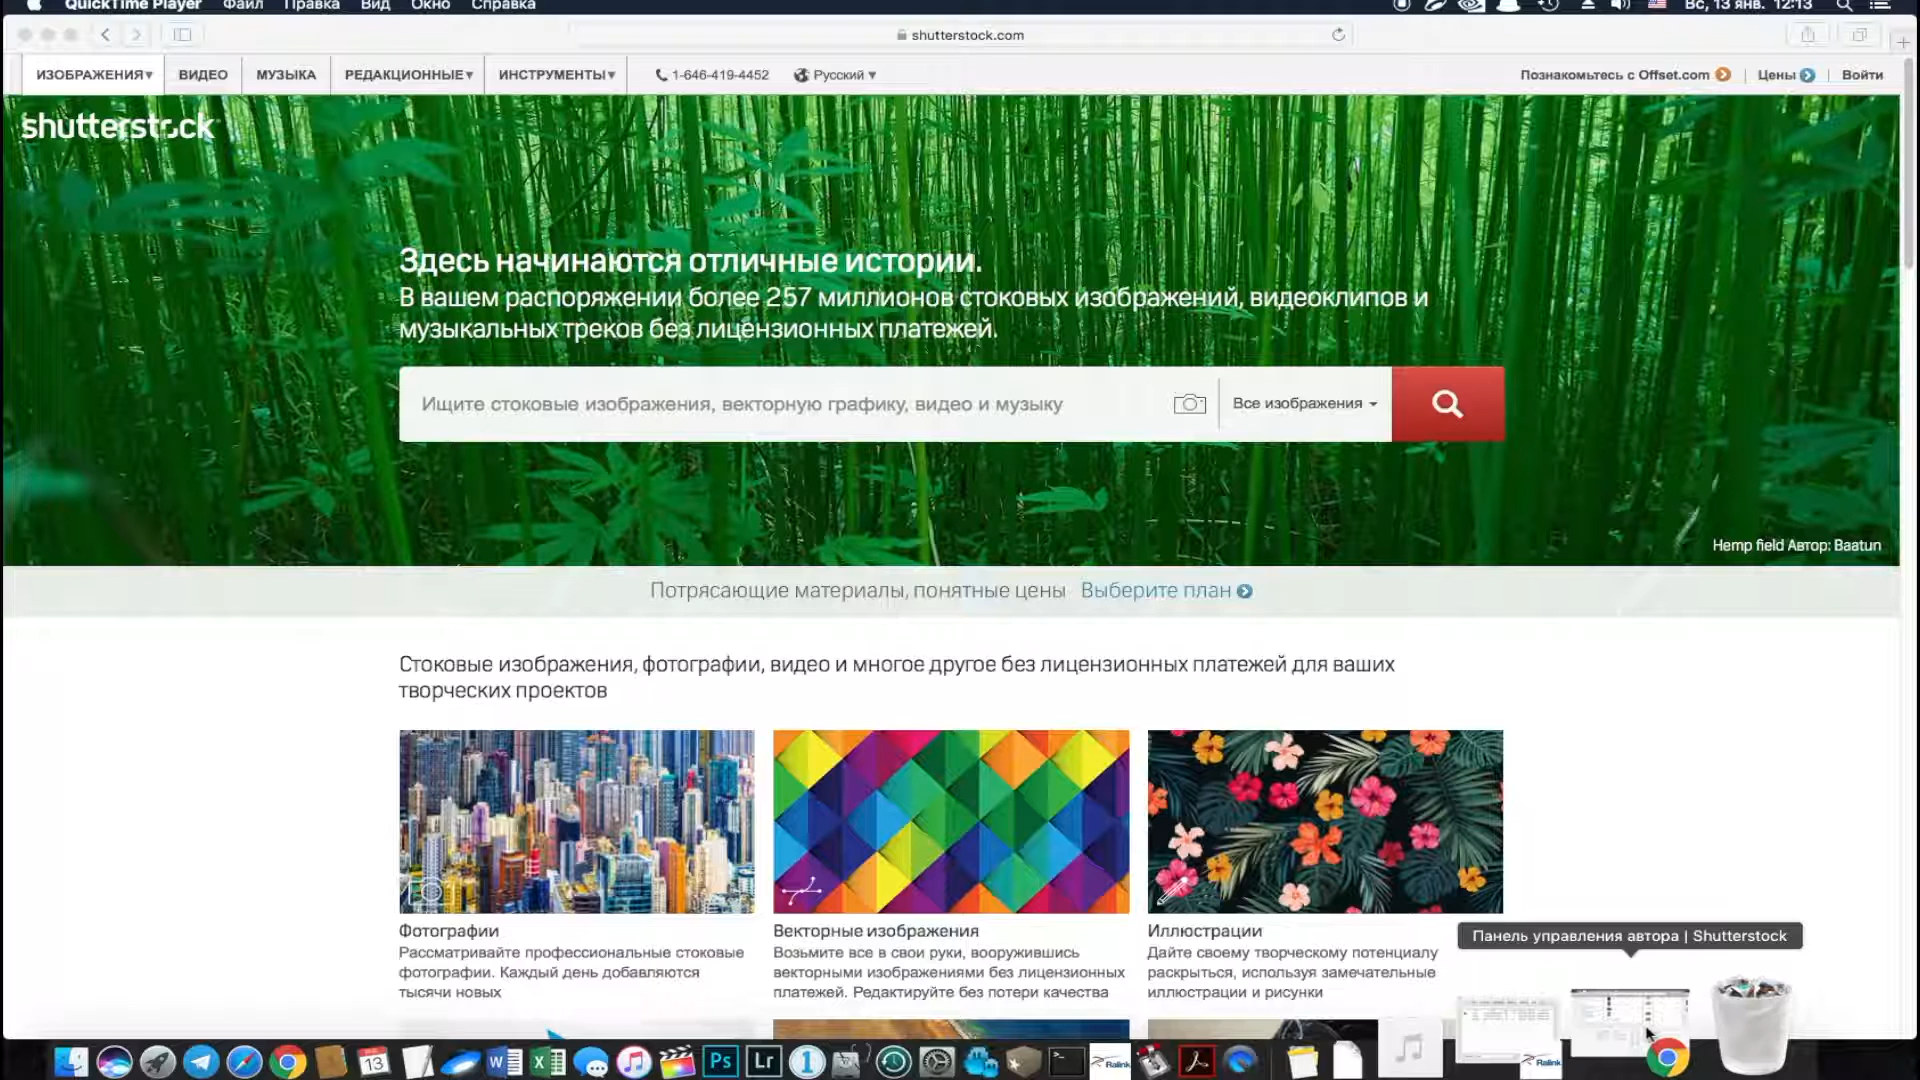 QuickTime Player Файл Правка Вид Окно Справка Вс, 13 янв. 12:13
shutterstock.com
ИЗОБРАЖЕНИЯ▾ ВИДЕО МУЗЫКА РЕДАКЦИОННЫЕ▾ ИНСТРУМЕНТЫ▾ 1-646-419-4452 Русский ▾ Познакомьтесь с Offset.com | Цены | Войти
shutterstock
Здесь начинаются отличные истории.
В вашем распоряжении более 257 миллионов стоковых изображений, видеоклипов и
музыкальных треков без лицензионных платежей.
Ищите стоковые изображения, векторную графику, видео и музыку Все изображения
Hemp field Автор: Baatun
Потрясающие материалы, понятные цены Выберите план
Стоковые изображения, фотографии, видео и многое другое без лицензионных платежей для ваших
творческих проектов
Фотографии
Рассматривайте профессиональные стоковые
фотографии. Каждый день добавляются
тысячи новых
Векторные изображения
Возьмите все в свои руки, вооружившись
векторными изображениями без лицензионных
платежей. Редактируйте без потери качества
Иллюстрации
Дайте своему творческому потенциалу
раскрыться, используя замечательные
иллюстрации и рисунки
Панель управления автора | Shutterstock
13 Ps Lr 1 Ralink Ralink